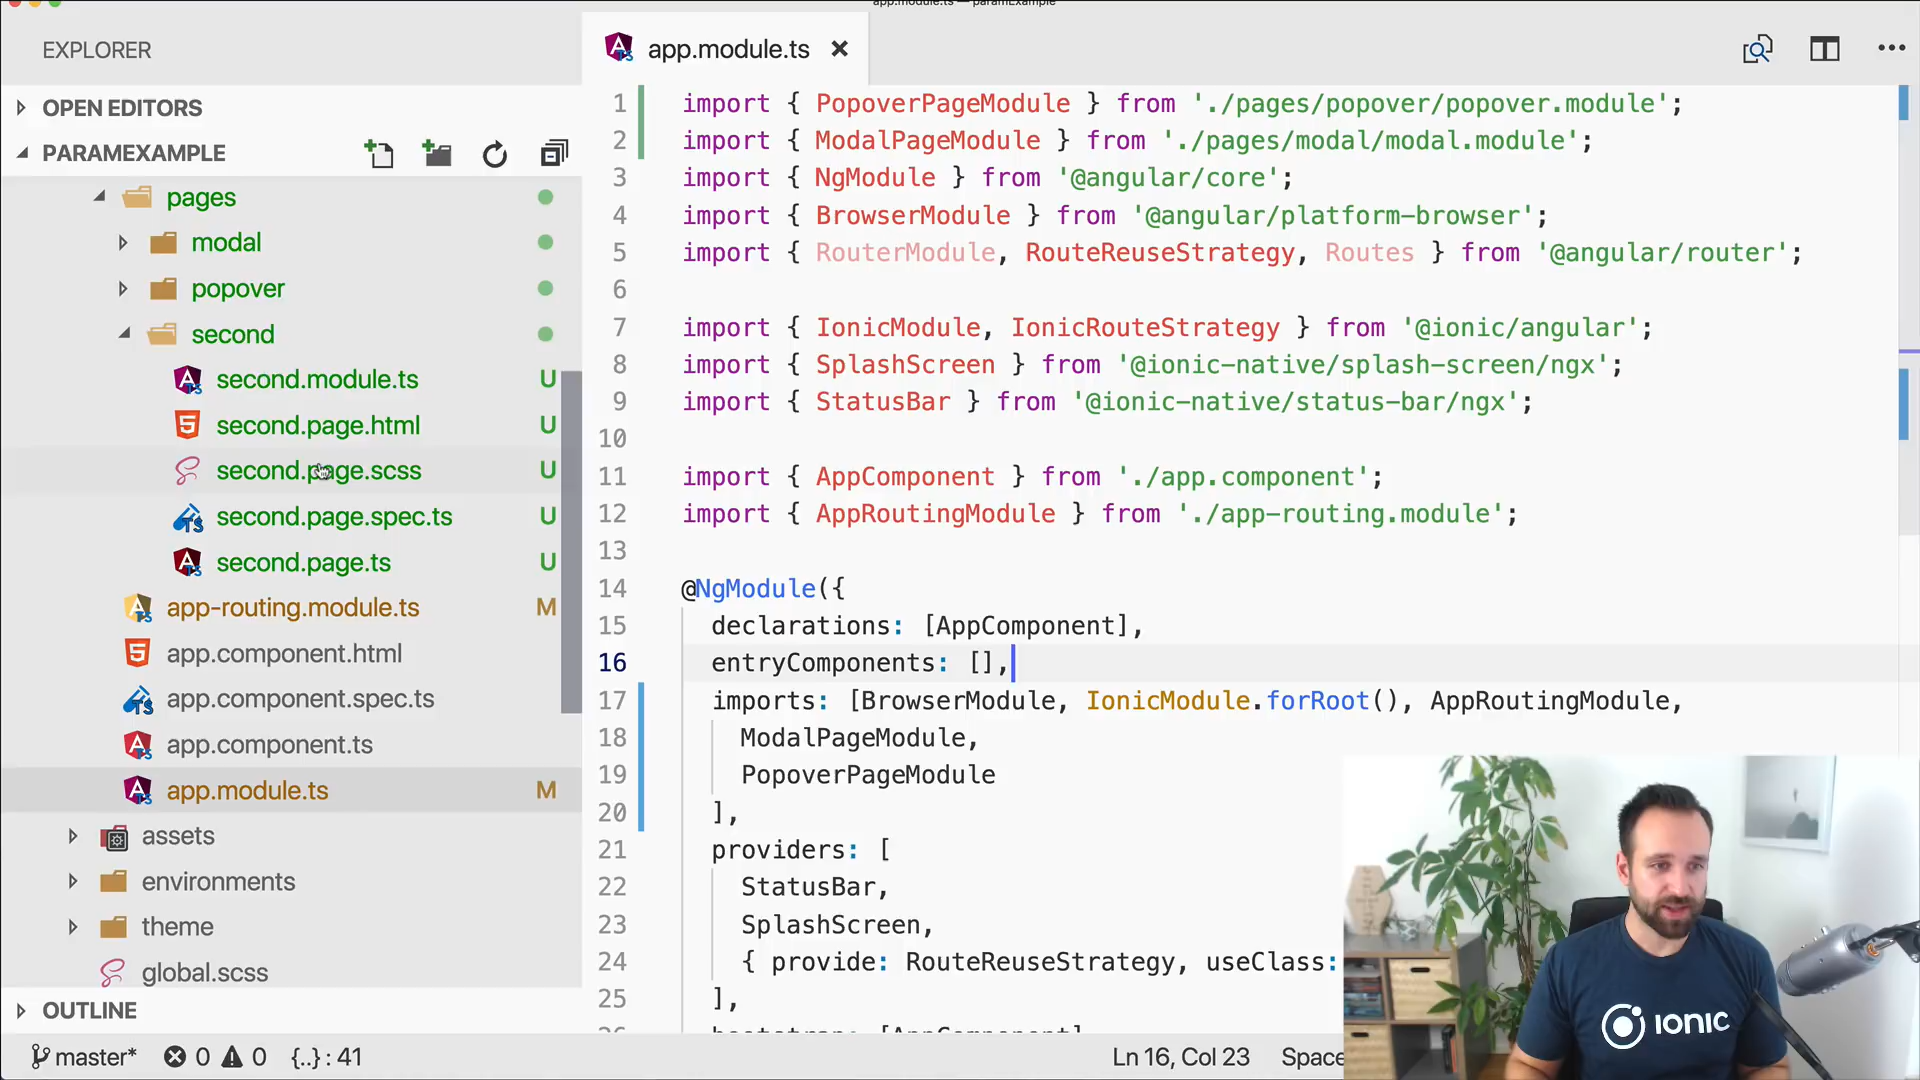 app.module.ts — paramExample
EXPLORER
OPEN EDITORS
PARAMEXAMPLE
pages
modal
popover
second
second.module.ts U
second.page.html U
second.page.scss U
second.page.spec.ts U
second.page.ts U
app-routing.module.ts M
app.component.html
app.component.spec.ts
app.component.ts
app.module.ts M
assets
environments
theme
global.scss
OUTLINE
master* 0 0 {..} : 41
app.module.ts
1 import { PopoverPageModule } from './pages/popover/popover.module';
2 import { ModalPageModule } from './pages/modal/modal.module';
3 import { NgModule } from '@angular/core';
4 import { BrowserModule } from '@angular/platform-browser';
5 import { RouterModule, RouteReuseStrategy, Routes } from '@angular/router';
6
7 import { IonicModule, IonicRouteStrategy } from '@ionic/angular';
8 import { SplashScreen } from '@ionic-native/splash-screen/ngx';
9 import { StatusBar } from '@ionic-native/status-bar/ngx';
10
11 import { AppComponent } from './app.component';
12 import { AppRoutingModule } from './app-routing.module';
13
14 @NgModule({
15 declarations: [AppComponent],
16 entryComponents: [],
17 imports: [BrowserModule, IonicModule.forRoot(), AppRoutingModule,
18 ModalPageModule,
19 PopoverPageModule
20 ],
21 providers: [
22 StatusBar,
23 SplashScreen,
24 { provide: RouteReuseStrategy, useClass:
25 ],
26 bootstrap: [AppComponent]
Ln 16, Col 23 Space
IONIC